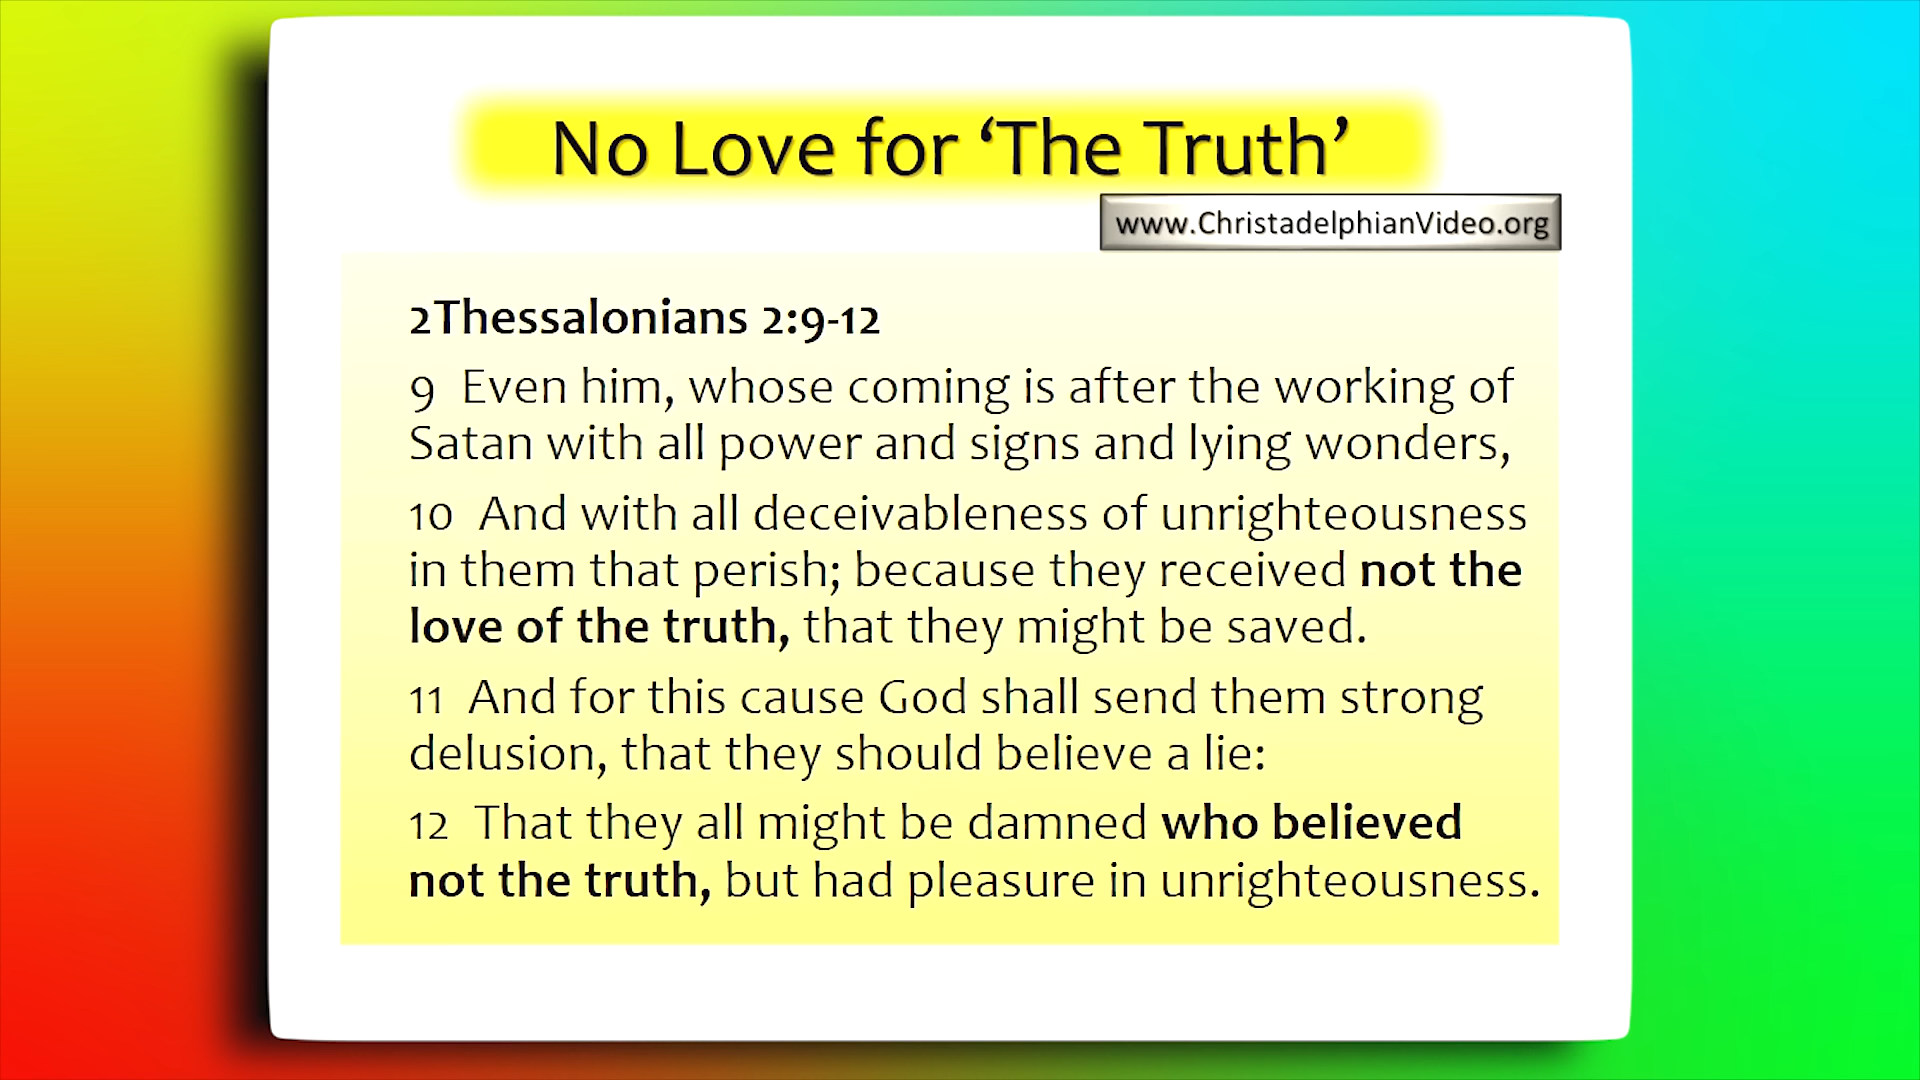 No Love for ‘The Truth’
www.ChristadelphianVideo.org
2Thessalonians 2:9-12
9 Even him, whose coming is after the working of
Satan with all power and signs and lying wonders,
10 And with all deceivableness of unrighteousness
in them that perish; because they received not the
love of the truth, that they might be saved.
11 And for this cause God shall send them strong
delusion, that they should believe a lie:
12 That they all might be damned who believed
not the truth, but had pleasure in unrighteousness.